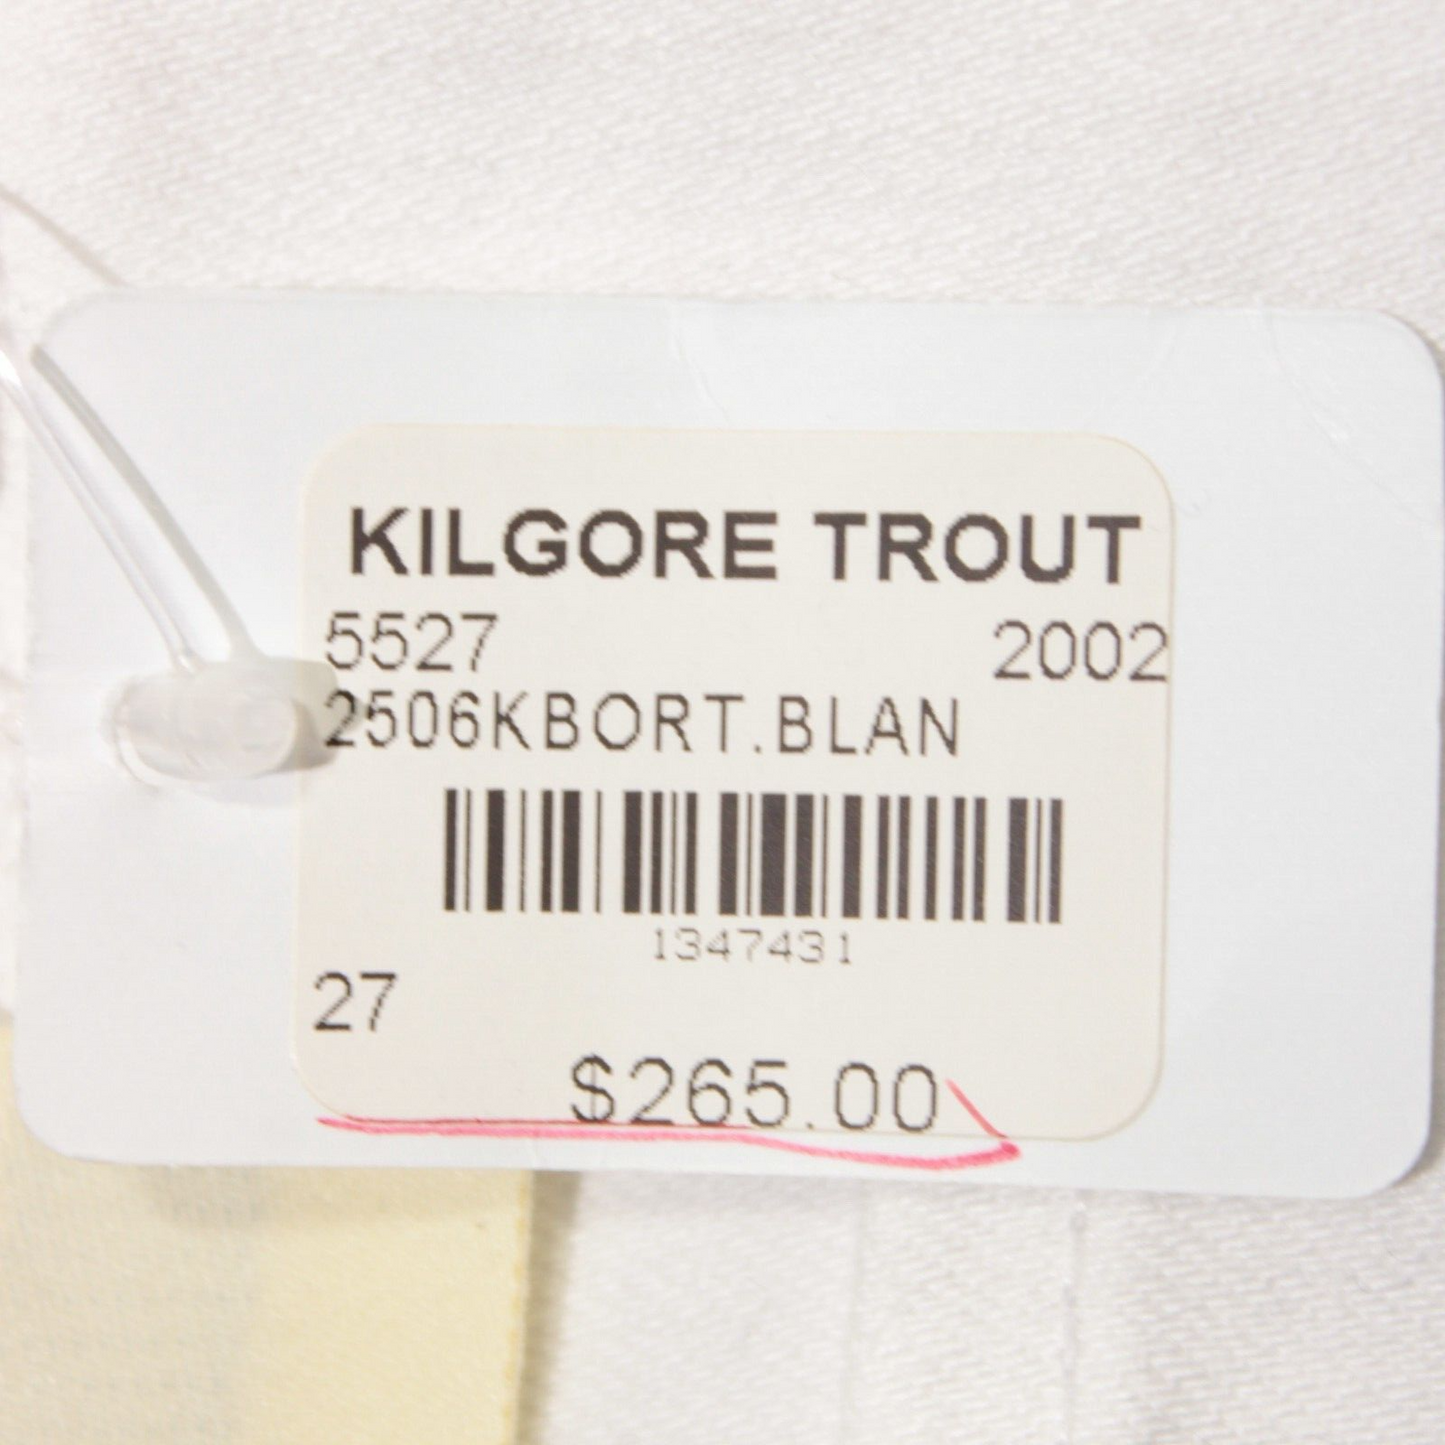 KILGORE TROUT
5527 2002
2506KBORT.BLAN
1347431
27
$265.00